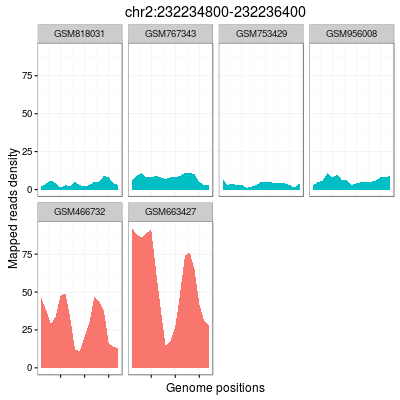 chr2:232234800-232236400
GSM818031 GSM767343 GSM753429 GSM956008
75
50
25
0
GSM466732 GSM663427
75
50
25
0
Mapped reads density
Genome positions